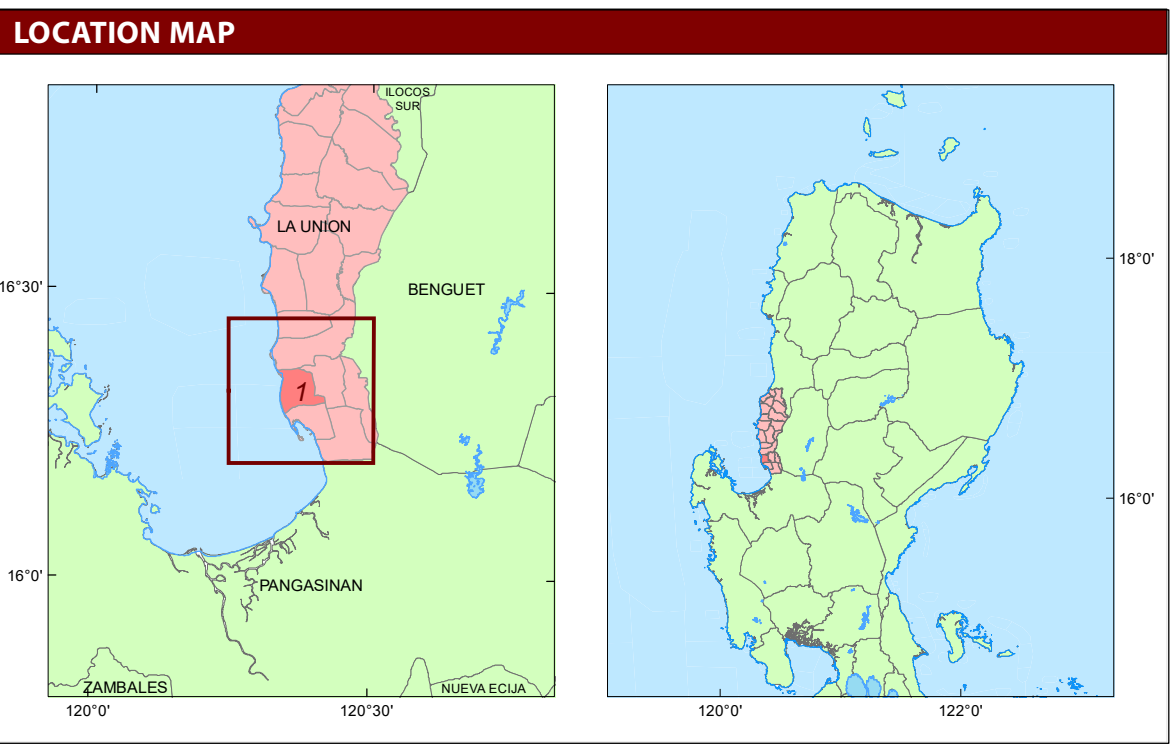 LOCATION MAP
ILOCOS
SUR
LA UNION
BENGUET
16°30'
1
16°0'
PANGASINAN
ZAMBALES
NUEVA ECIJA
120°0'
120°30'
18°0'
16°0'
120°0'
122°0'